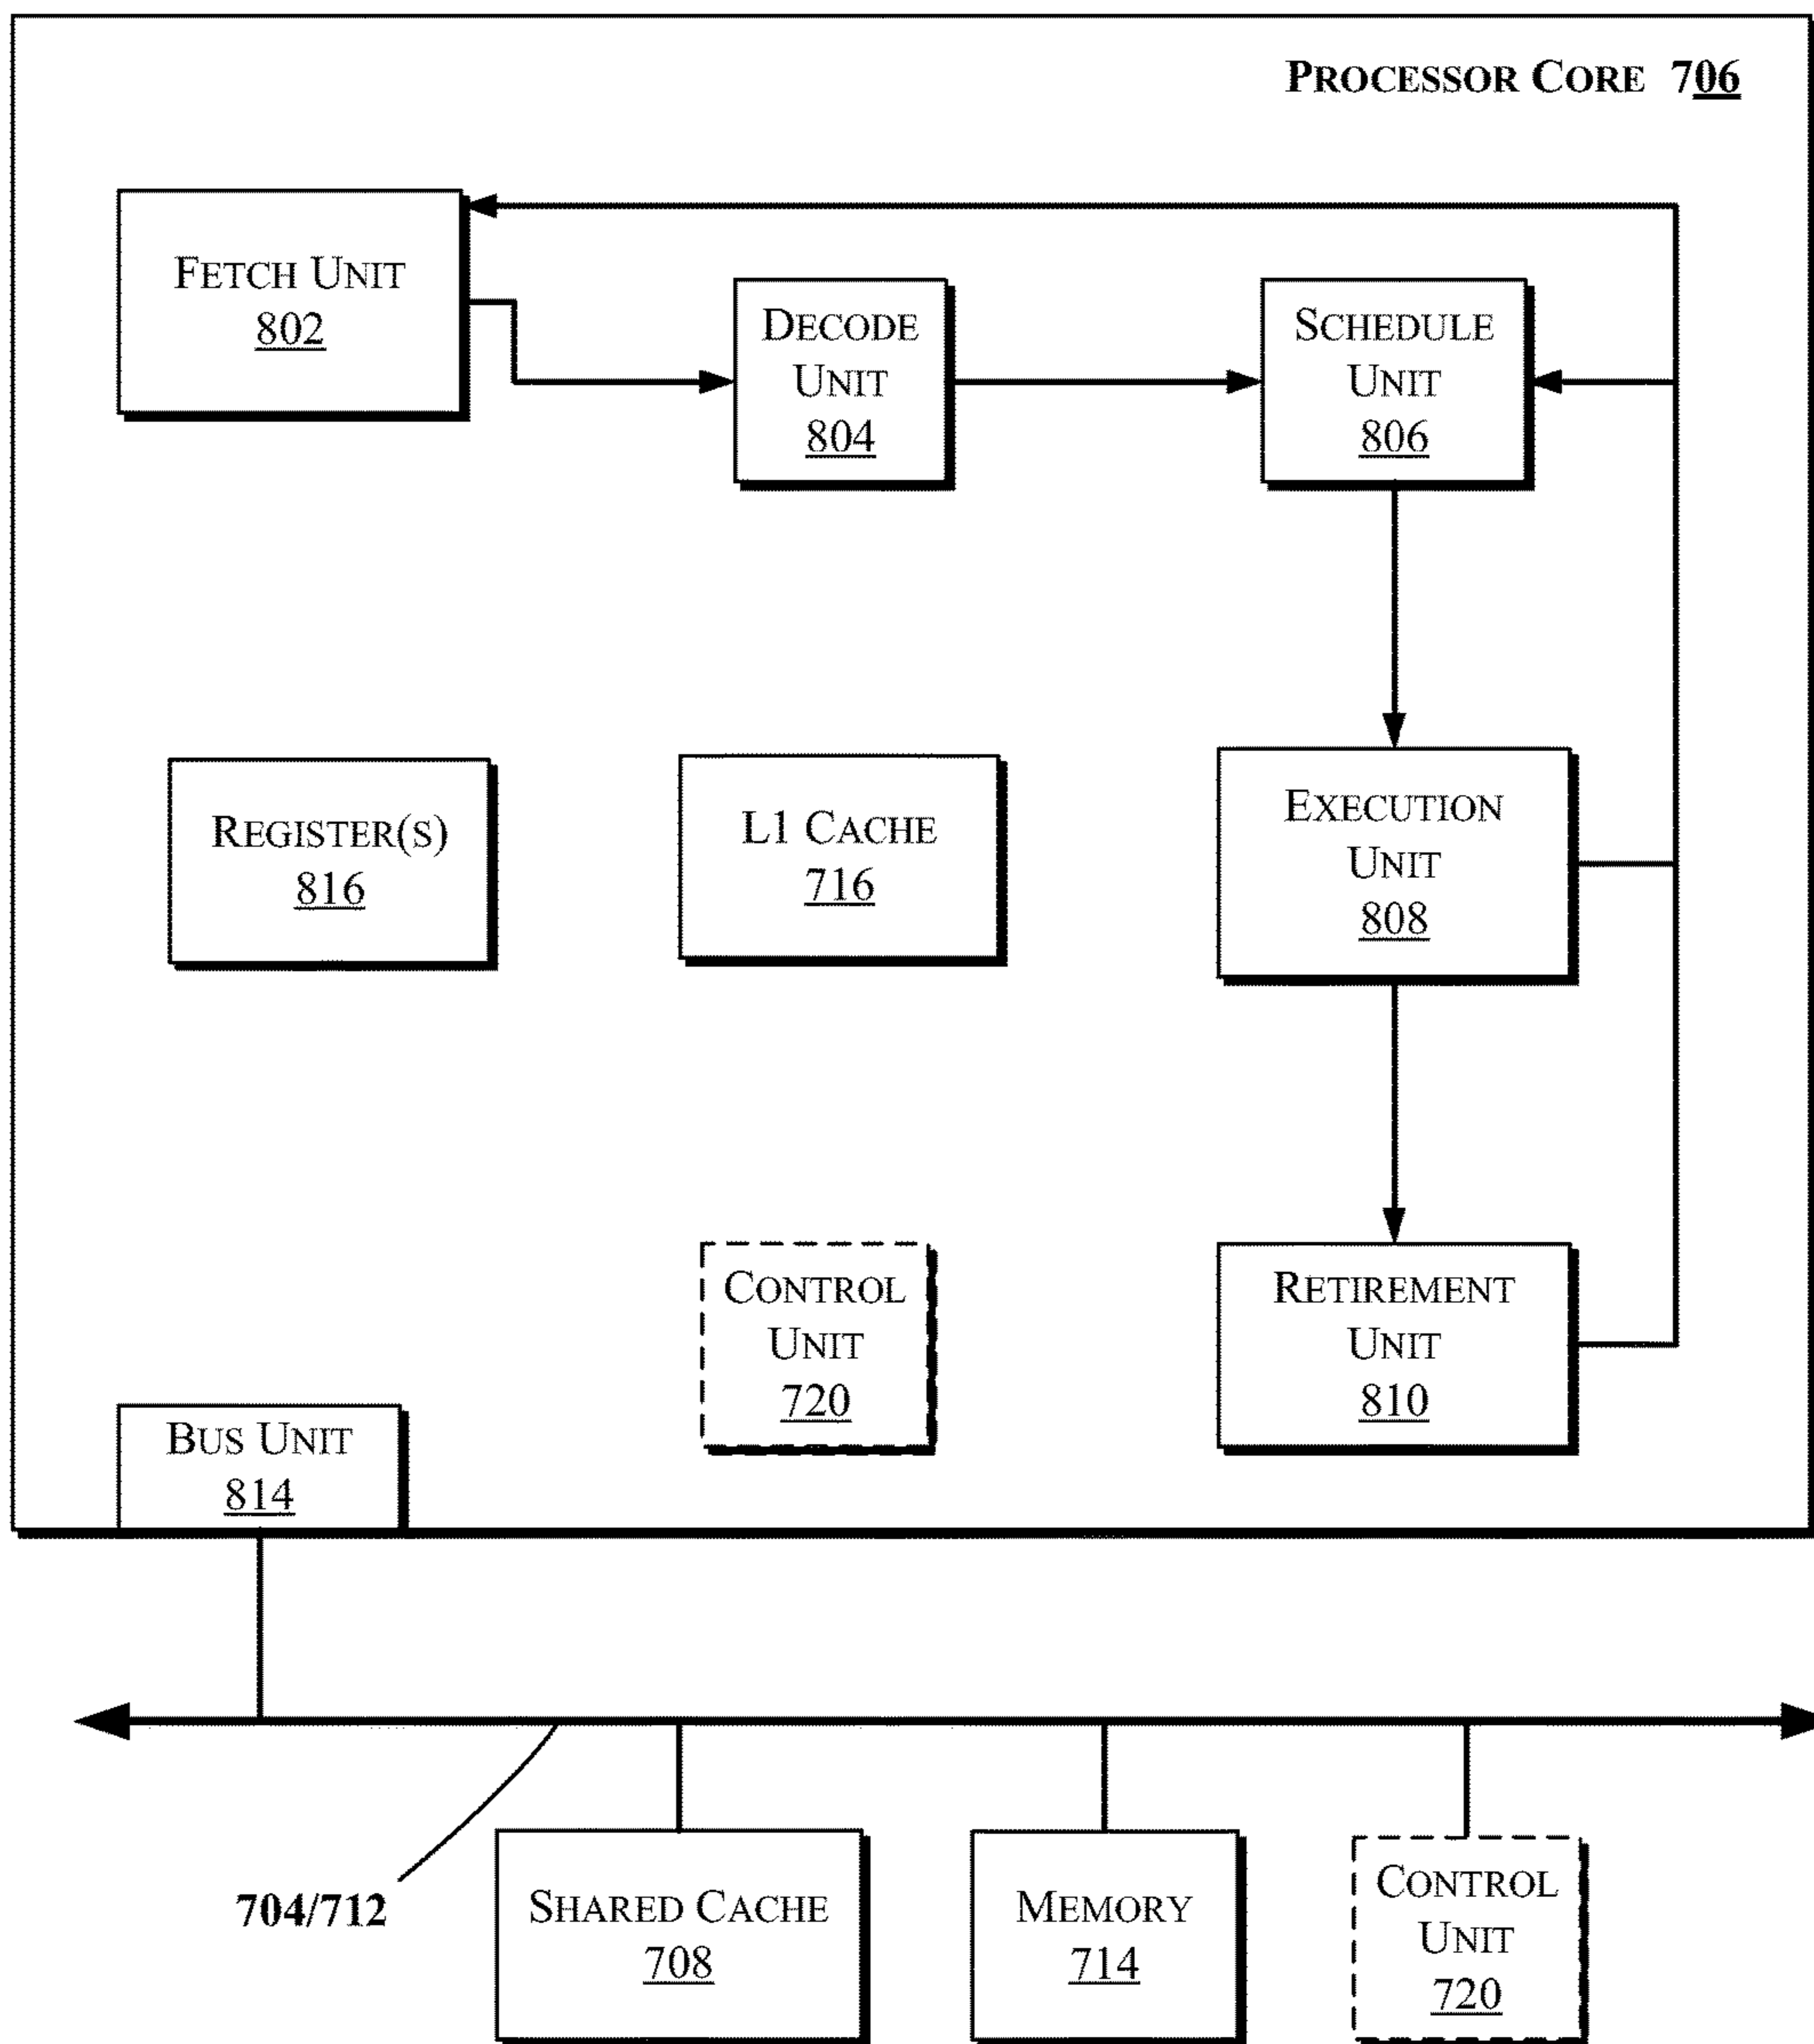 PROCESSOR CORE 706
FETCH UNIT
802
DECODE
UNIT
804
SCHEDULE
UNIT
806
REGISTER(S)
816
L1 CACHE
716
EXECUTION
UNIT
808
CONTROL
UNIT
720
RETIREMENT
UNIT
810
BUS UNIT
814
704/712
SHARED CACHE
708
MEMORY
714
CONTROL
UNIT
720